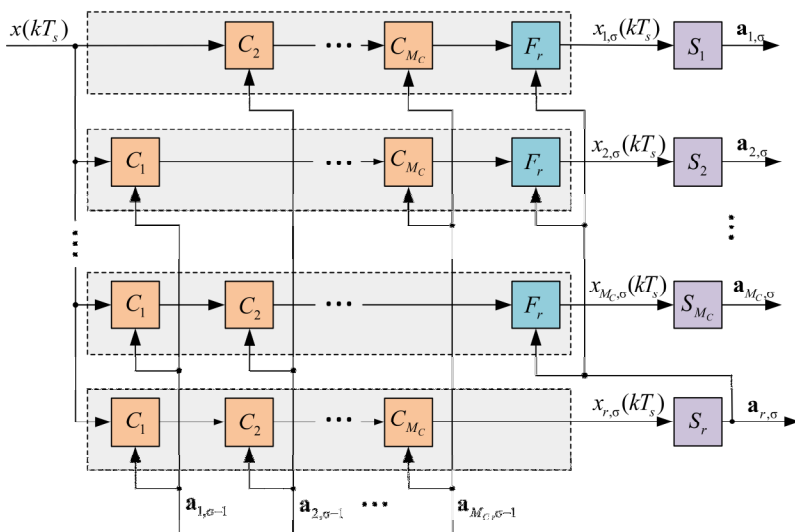 x(kT_s) C_2 ••• C_{M_C} F_r x_{1,σ}(kT_s) S_1 a_{1,σ}
C_1 ••• C_{M_C} F_r x_{2,σ}(kT_s) S_2 a_{2,σ}
••• •••
C_1 C_2 ••• F_r x_{M_C,σ}(kT_s) S_{M_C} a_{M_C,σ}
C_1 C_2 ••• C_{M_C} x_{r,σ}(kT_s) S_r a_{r,σ}
a_{1,σ−1} a_{2,σ−1} ••• a_{M_C,σ−1}